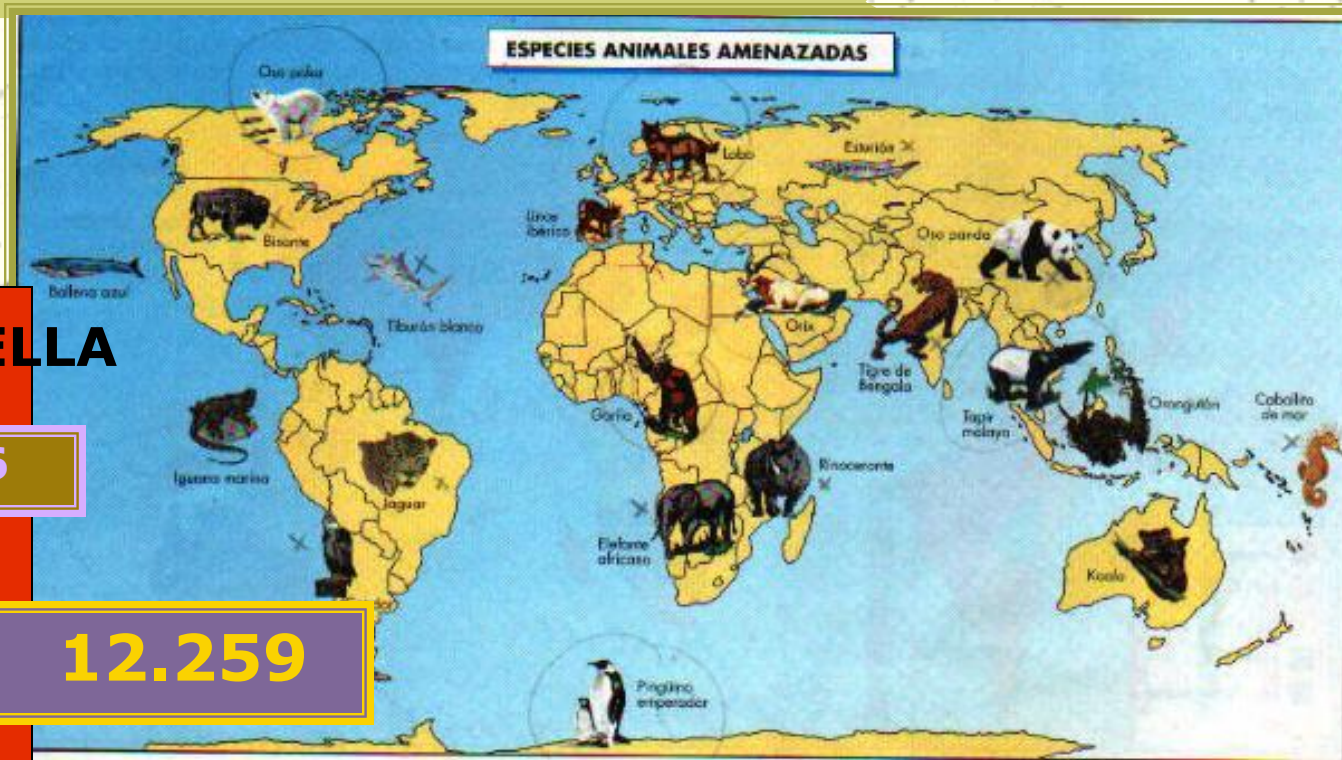 ESPECIES ANIMALES AMENAZADAS
Oso polar
Lobo
Esturión
Lince
ibérico
Bisonte
Oso panda
Ballena azul
Tiburón blanco
Orix
ELLA
Tigre de
Bengala
Gorila
Tapir
malayo
Orangután
Caballito
de mar
Iguana marina
Rinoceronte
Jaguar
Elefante
africano
Koala
12.259
Pingüino
emperador